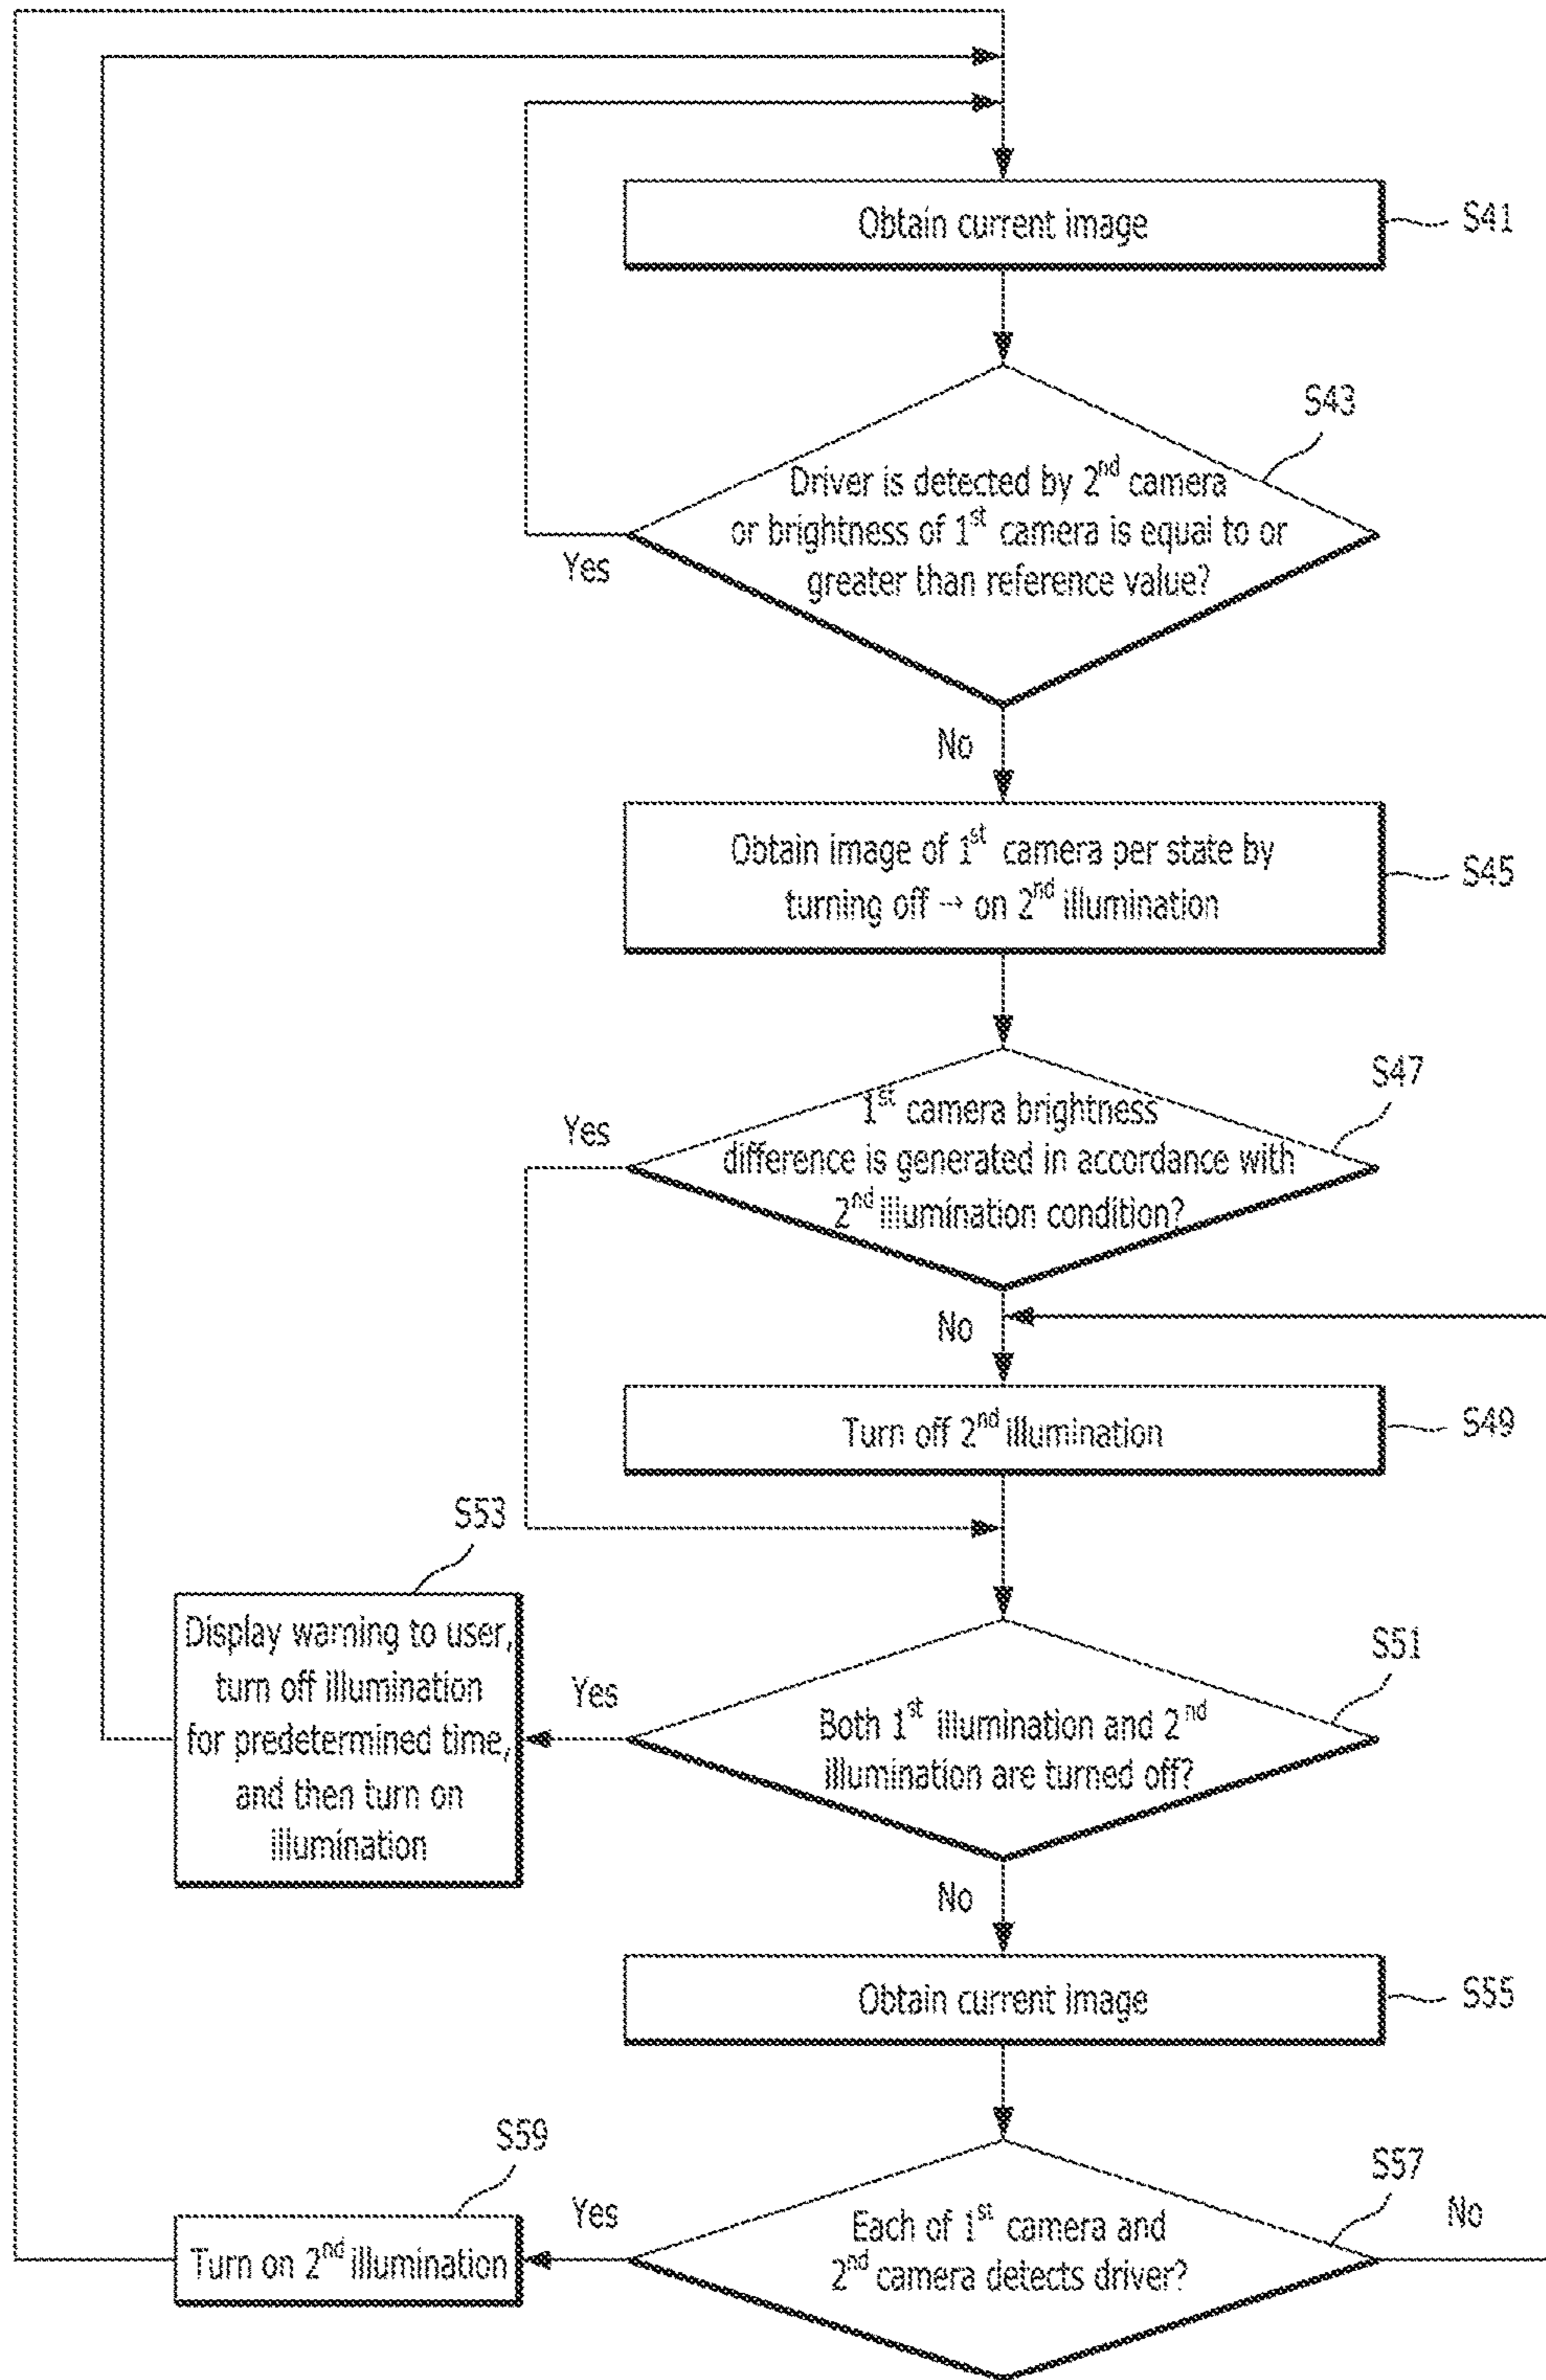 Obtain current image
S41
S43
Driver is detected by 2nd camera
or brightness of 1st camera is equal to or
greater than reference value?
Yes
No
Obtain image of 1st camera per state by
turning off → on 2nd illumination
S45
S47
Yes
1st camera brightness
difference is generated in accordance with
2nd illumination condition?
No
Turn off 2nd illumination
S49
S53
Display warning to user,
turn off illumination
for predetermined time,
and then turn on
illumination
Yes
S51
Both 1st illumination and 2nd
illumination are turned off?
No
Obtain current image
S55
S59
Turn on 2nd illumination
Yes
S57
Each of 1st camera and
2nd camera detects driver?
No